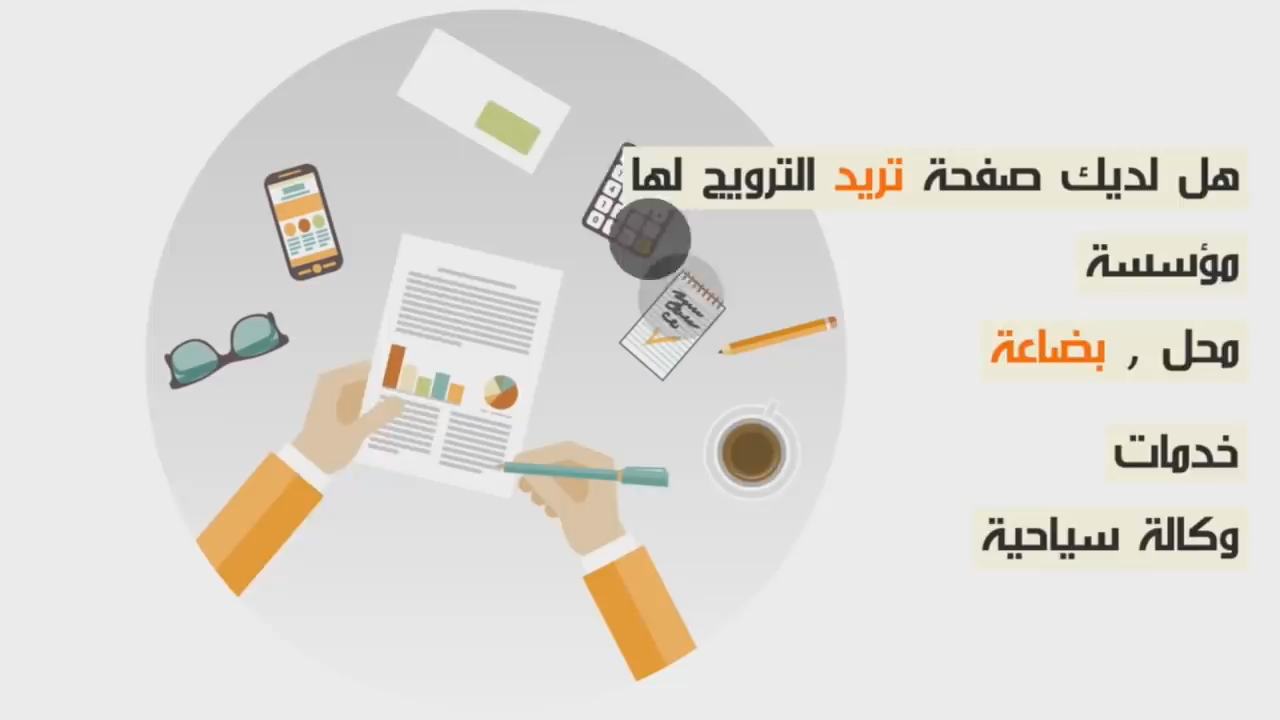 هل لديك صفحة تريد الترويج لها
مؤسسة
محل , بضاعة
خدمات
وكالة سياحية